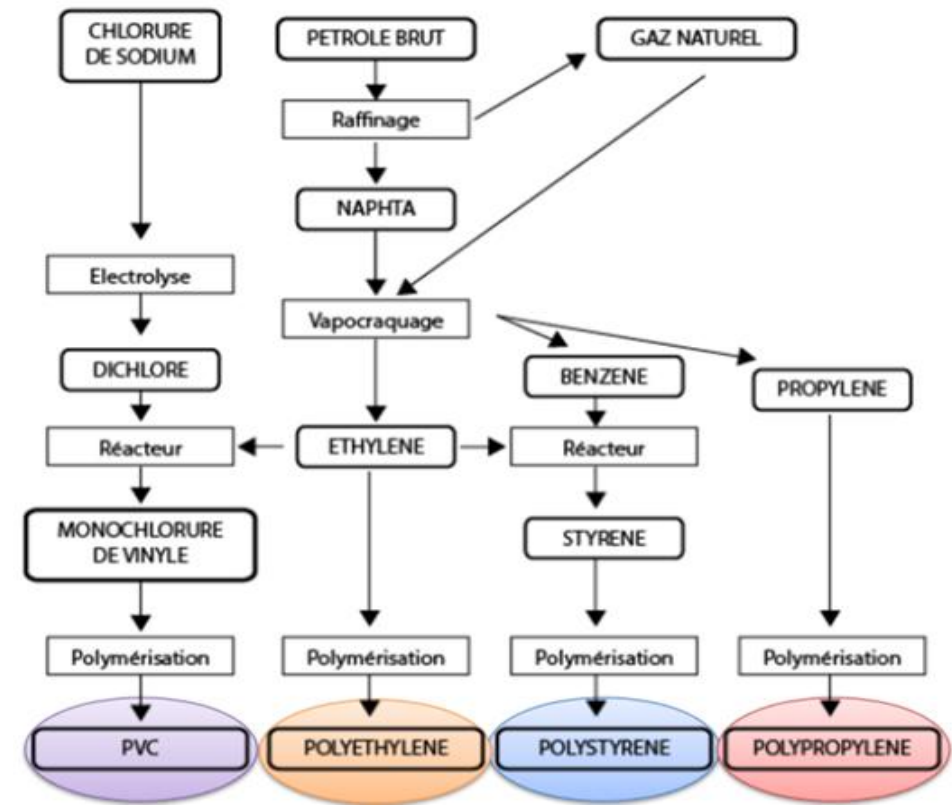 CHLORURE
DE SODIUM
PETROLE BRUT
GAZ NATUREL
Raffinage
NAPHTA
Electrolyse
Vapocraquage
DICHLORE
BENZENE
PROPYLENE
Réacteur
ETHYLENE
Réacteur
MONOCHLORURE
DE VINYLE
STYRENE
Polymérisation
Polymérisation
Polymérisation
Polymérisation
PVC
POLYETHYLENE
POLYSTYRENE
POLYPROPYLENE